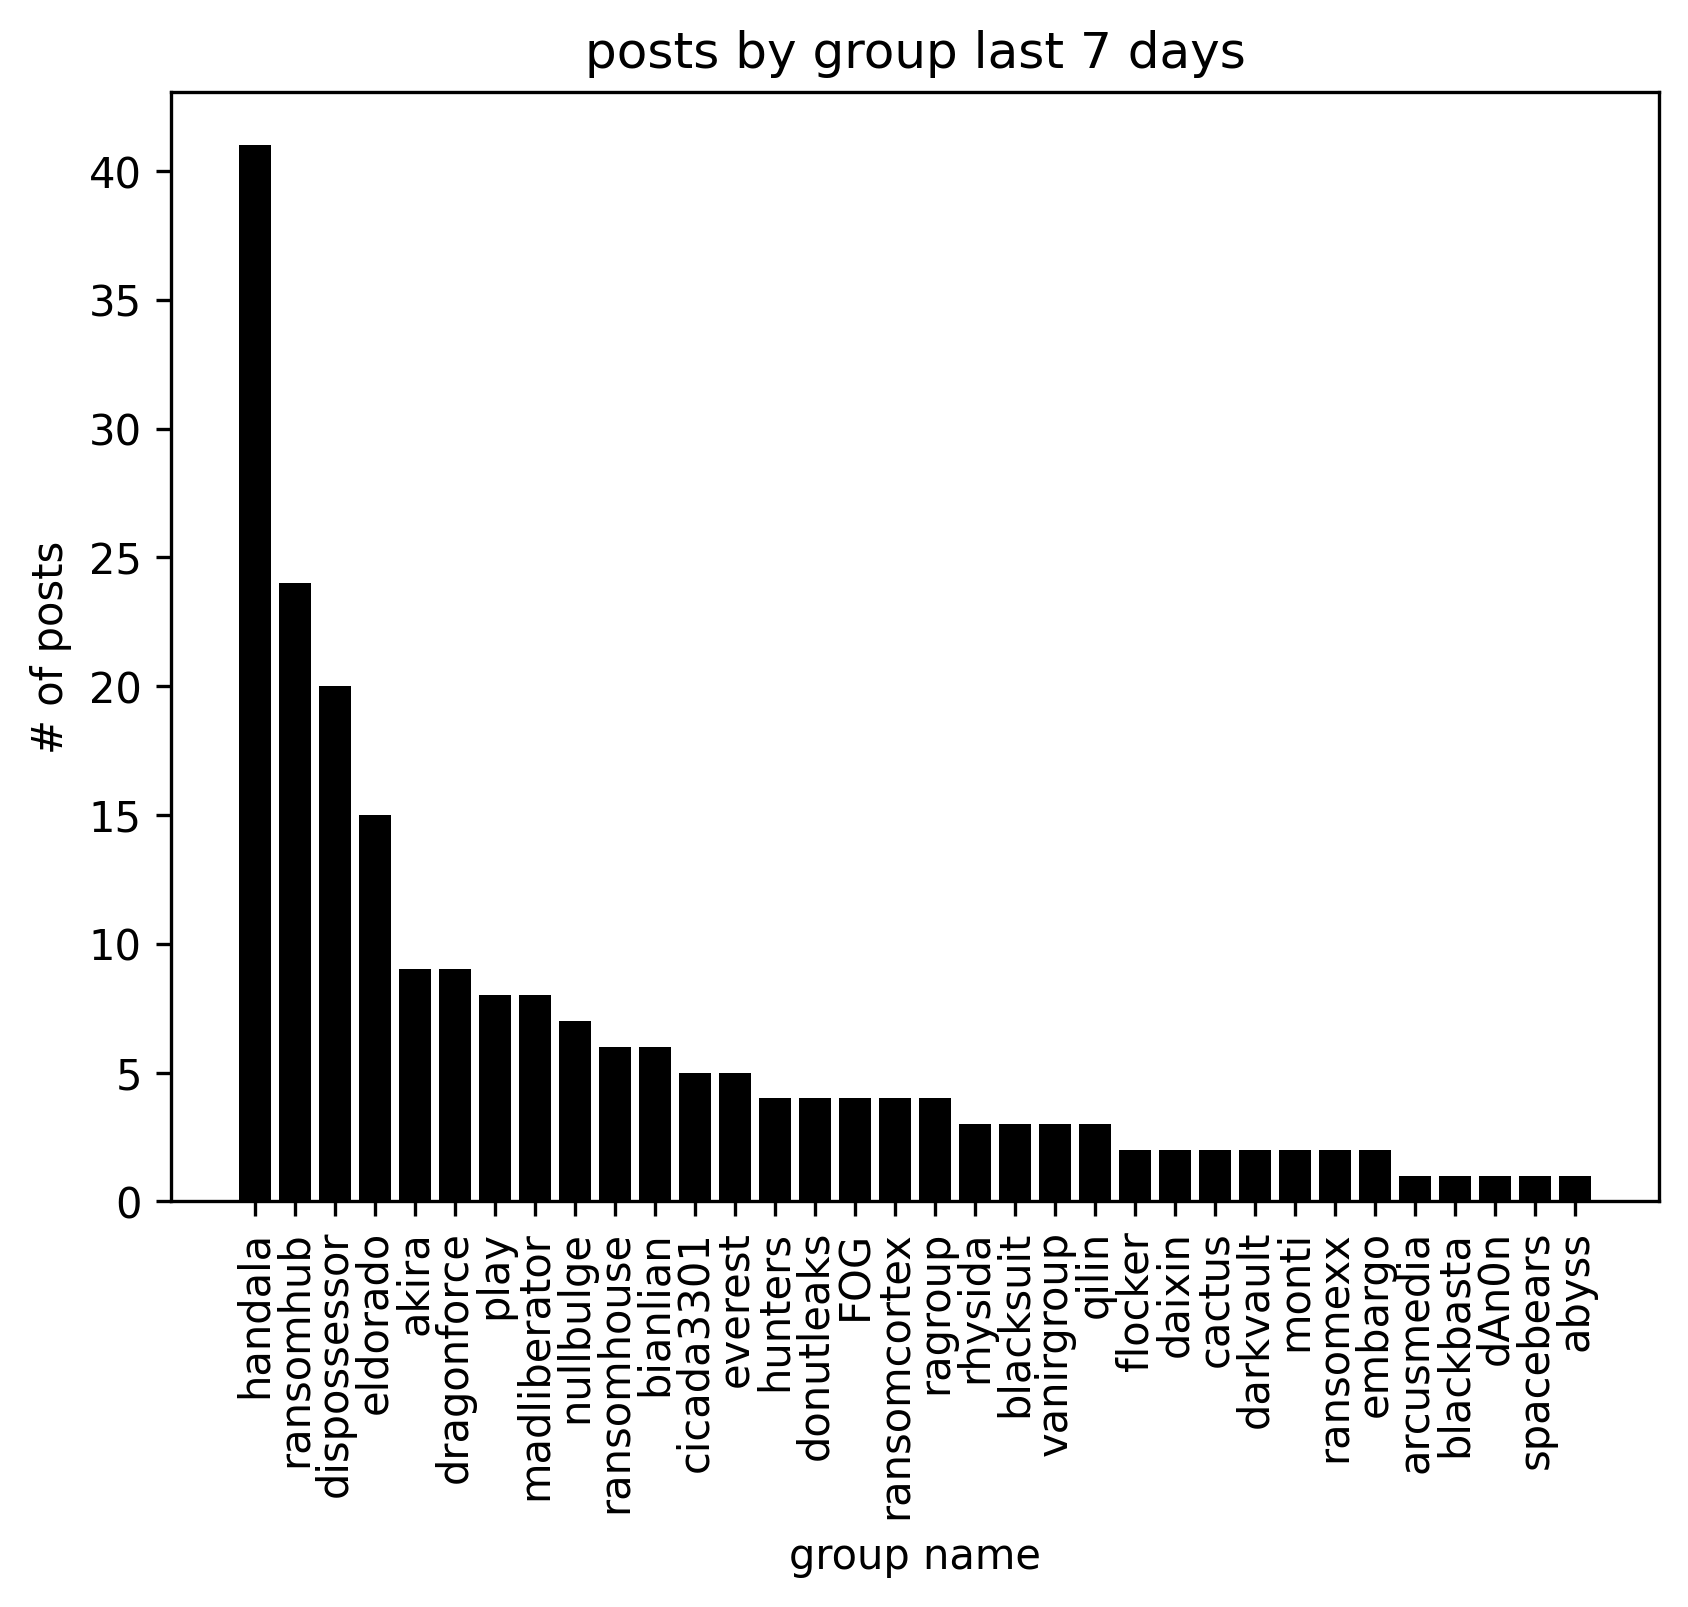 posts by group last 7 days
# of posts
40
35
30
25
20
15
10
5
0
handala
ransomhub
dispossessor
eldorado
akira
dragonforce
play
madliberator
nullbulge
ransomhouse
bianlian
cicada3301
everest
hunters
donutleaks
FOG
ransomcortex
ragroup
rhysida
blacksuit
vanirgroup
qilin
flocker
daixin
cactus
darkvault
monti
ransomexx
embargo
arcusmedia
blackbasta
dAn0n
spacebears
abyss
group name